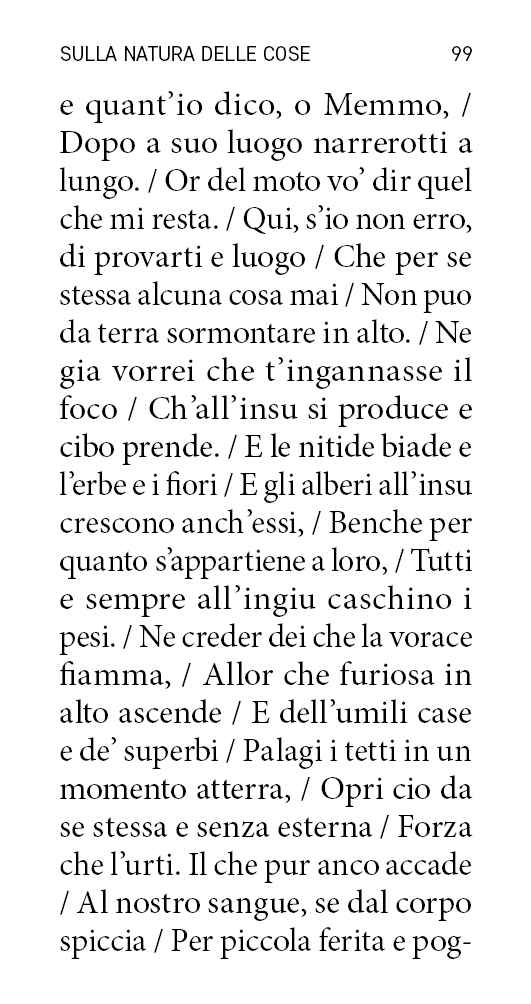 SULLA NATURA DELLE COSE 99
e quant'io dico, o Memmo, /
Dopo a suo luogo narrerotti a
lungo. / Or del moto vo’ dir quel
che mi resta. / Qui, s’io non erro,
di provarti e luogo / Che per se
stessa alcuna cosa mai / Non puo
da terra sormontare in alto. / Ne
gia vorrei che t’ingannasse il
foco / Ch’all’insu si produce e
cibo prende. / E le nitide biade e
l’erbe e i fiori / E gli alberi all’insu
crescono anch’essi, / Benche per
quanto s’appartiene a loro, / Tutti
e sempre all’ingiu caschino i
pesi. / Ne creder dei che la vorace
fiamma, / Allor che furiosa in
alto ascende / E dell’umili case
e de’ superbi / Palagi i tetti in un
momento atterra, / Opri cio da
se stessa e senza esterna / Forza
che l’urti. Il che pur anco accade
/ Al nostro sangue, se dal corpo
spiccia / Per piccola ferita e pog-